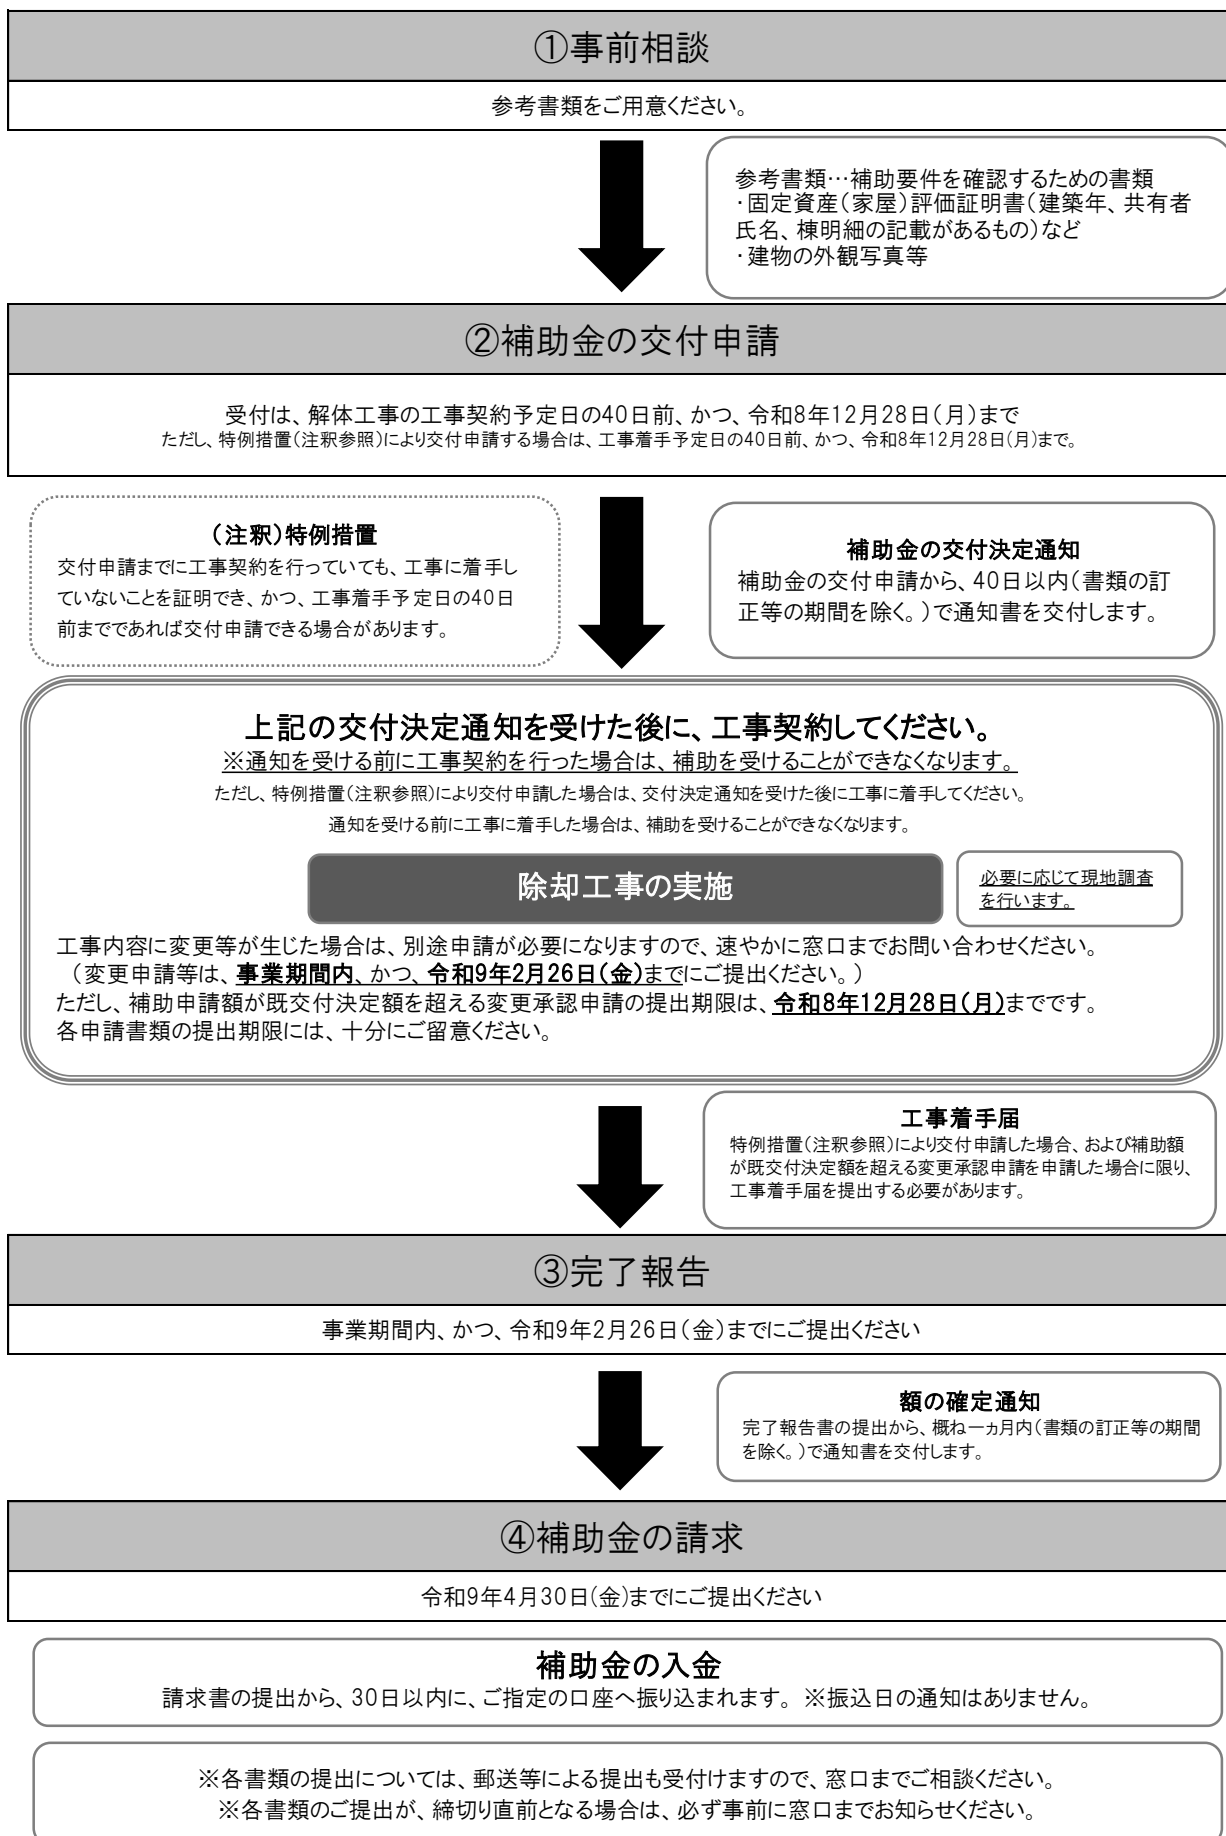 ①事前相談
参考書類をご用意ください。
参考書類…補助要件を確認するための書類
・固定資産（家屋）評価証明書（建築年、共有者
氏名、棟明細の記載があるもの）など
・建物の外観写真等
②補助金の交付申請
受付は、解体工事の工事契約予定日の40日前、かつ、令和8年12月28日（月）まで
ただし、特例措置（注釈参照）により交付申請する場合は、工事着手予定日の40日前、かつ、令和8年12月28日(月)まで。
（注釈）特例措置
交付申請までに工事契約を行っていても、工事に着手し
ていないことを証明でき、かつ、工事着手予定日の40日
前までであれば交付申請できる場合があります。
補助金の交付決定通知
補助金の交付申請から、40日以内（書類の訂
正等の期間を除く。）で通知書を交付します。
上記の交付決定通知を受けた後に、工事契約してください。
※通知を受ける前に工事契約を行った場合は、補助を受けることができなくなります。
ただし、特例措置（注釈参照）により交付申請した場合は、交付決定通知を受けた後に工事に着手してください。
通知を受ける前に工事に着手した場合は、補助を受けることができなくなります。
除却工事の実施
必要に応じて現地調査
を行います。
工事内容に変更等が生じた場合は、別途申請が必要になりますので、速やかに窓口までお問い合わせください。
（変更申請等は、事業期間内、かつ、令和9年2月26日（金）までにご提出ください。）
ただし、補助申請額が既交付決定額を超える変更承認申請の提出期限は、令和8年12月28日（月）までです。
各申請書類の提出期限には、十分にご留意ください。
工事着手届
特例措置（注釈参照）により交付申請した場合、および補助額
が既交付決定額を超える変更承認申請を申請した場合に限り、
工事着手届を提出する必要があります。
③完了報告
事業期間内、かつ、令和9年2月26日（金）までにご提出ください
額の確定通知
完了報告書の提出から、概ね一ヵ月内（書類の訂正等の期間
を除く。）で通知書を交付します。
④補助金の請求
令和9年4月30日(金)までにご提出ください
補助金の入金
請求書の提出から、30日以内に、ご指定の口座へ振り込まれます。 ※振込日の通知はありません。
※各書類の提出については、郵送等による提出も受付けますので、窓口までご相談ください。
※各書類のご提出が、締切り直前となる場合は、必ず事前に窓口までお知らせください。